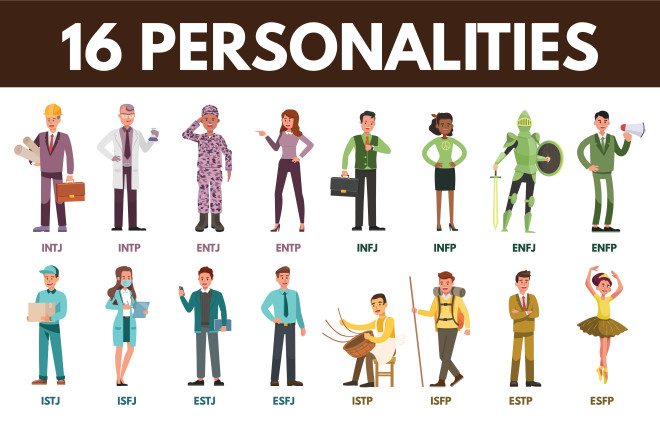 16 PERSONALITIES
INTJ INTP ENTJ ENTP INFJ INFP ENFJ ENFP
ISTJ ISFJ ESTJ ESFJ ISTP ISFP ESTP ESFP